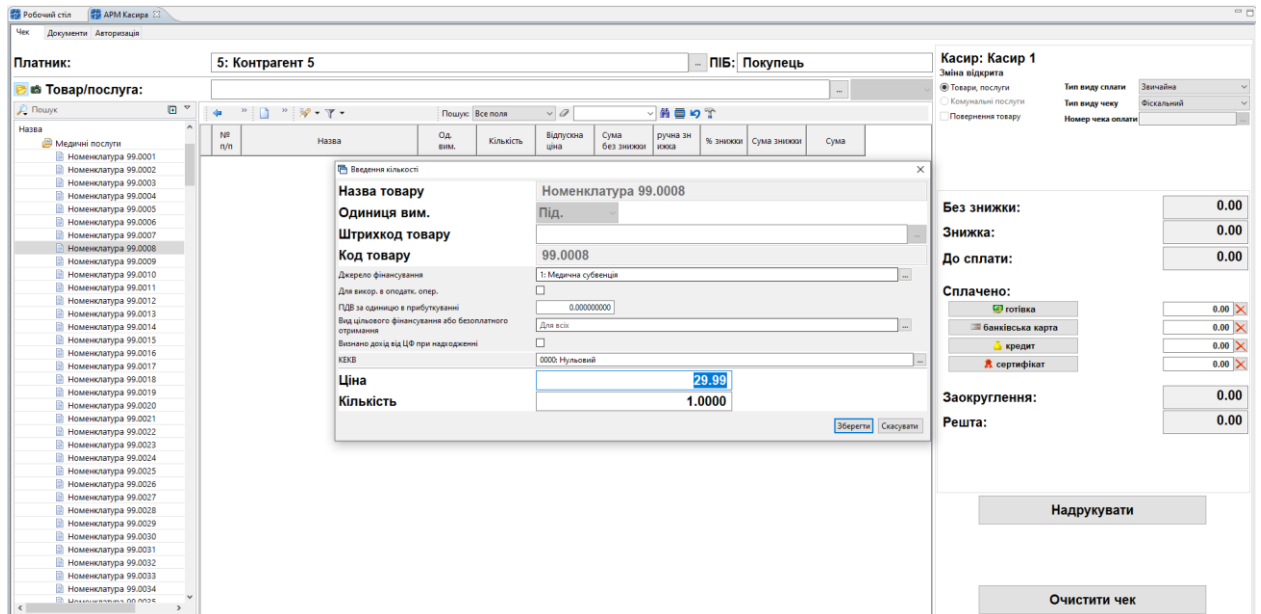 Робочий стіл АРМ Касира
Чек Документи Авторизація
Платник: 5: Контрагент 5 ... ПІБ: Покупець
Товар/послуга: ...
Пошук
Назва
Медичні послуги
Номенклатура 99.0001
Номенклатура 99.0002
Номенклатура 99.0003
Номенклатура 99.0004
Номенклатура 99.0005
Номенклатура 99.0006
Номенклатура 99.0007
Номенклатура 99.0008
Номенклатура 99.0009
Номенклатура 99.0010
Номенклатура 99.0011
Номенклатура 99.0012
Номенклатура 99.0013
Номенклатура 99.0014
Номенклатура 99.0015
Номенклатура 99.0016
Номенклатура 99.0017
Номенклатура 99.0018
Номенклатура 99.0019
Номенклатура 99.0020
Номенклатура 99.0021
Номенклатура 99.0022
Номенклатура 99.0023
Номенклатура 99.0024
Номенклатура 99.0025
Номенклатура 99.0026
Номенклатура 99.0027
Номенклатура 99.0028
Номенклатура 99.0029
Номенклатура 99.0030
Номенклатура 99.0031
Номенклатура 99.0032
Номенклатура 99.0033
Номенклатура 99.0034
Номенклатура 99.0035
Пошук: Все поля
№ п/п Назва Од. вим. Кількість Відпускна ціна Сума без знижки ручна зн ижка % знижки Сума знижки Сума
Введення кількості
Назва товару Номенклатура 99.0008
Одиниця вим. Під.
Штрихкод товару ...
Код товару 99.0008
Джерело фінансування 1: Медична субвенція ...
Для викор. в оподатк. опер.
ПДВ за одиницю в прибуткуванні 0.000000000
Вид цільового фінансування або безоплатного
отримання Для всіх ...
Визнано дохід від ЦФ при надходженні
КЕКВ 0000: Нульовий ...
Ціна 29.99
Кількість 1.0000
Зберегти Скасувати
Касир: Касир 1
Зміна відкрита
Товари, послуги Тип виду сплати Звичайна
Комунальні послуги Тип виду чеку Фіскальний
Повернення товару Номер чека оплати ...
Без знижки: 0.00
Знижка: 0.00
До сплати: 0.00
Сплачено:
готівка 0.00
банківська карта 0.00
кредит 0.00
сертифікат 0.00
Заокруглення: 0.00
Решта: 0.00
Надрукувати
Очистити чек